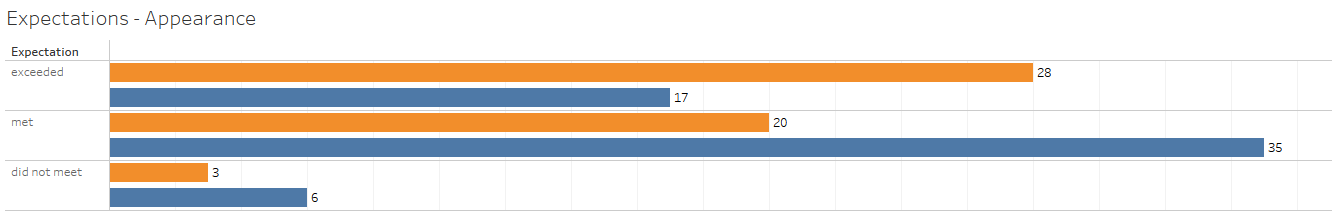 Expectations - Appearance
Expectation
exceeded
28
17
met
20
35
did not meet
3
6